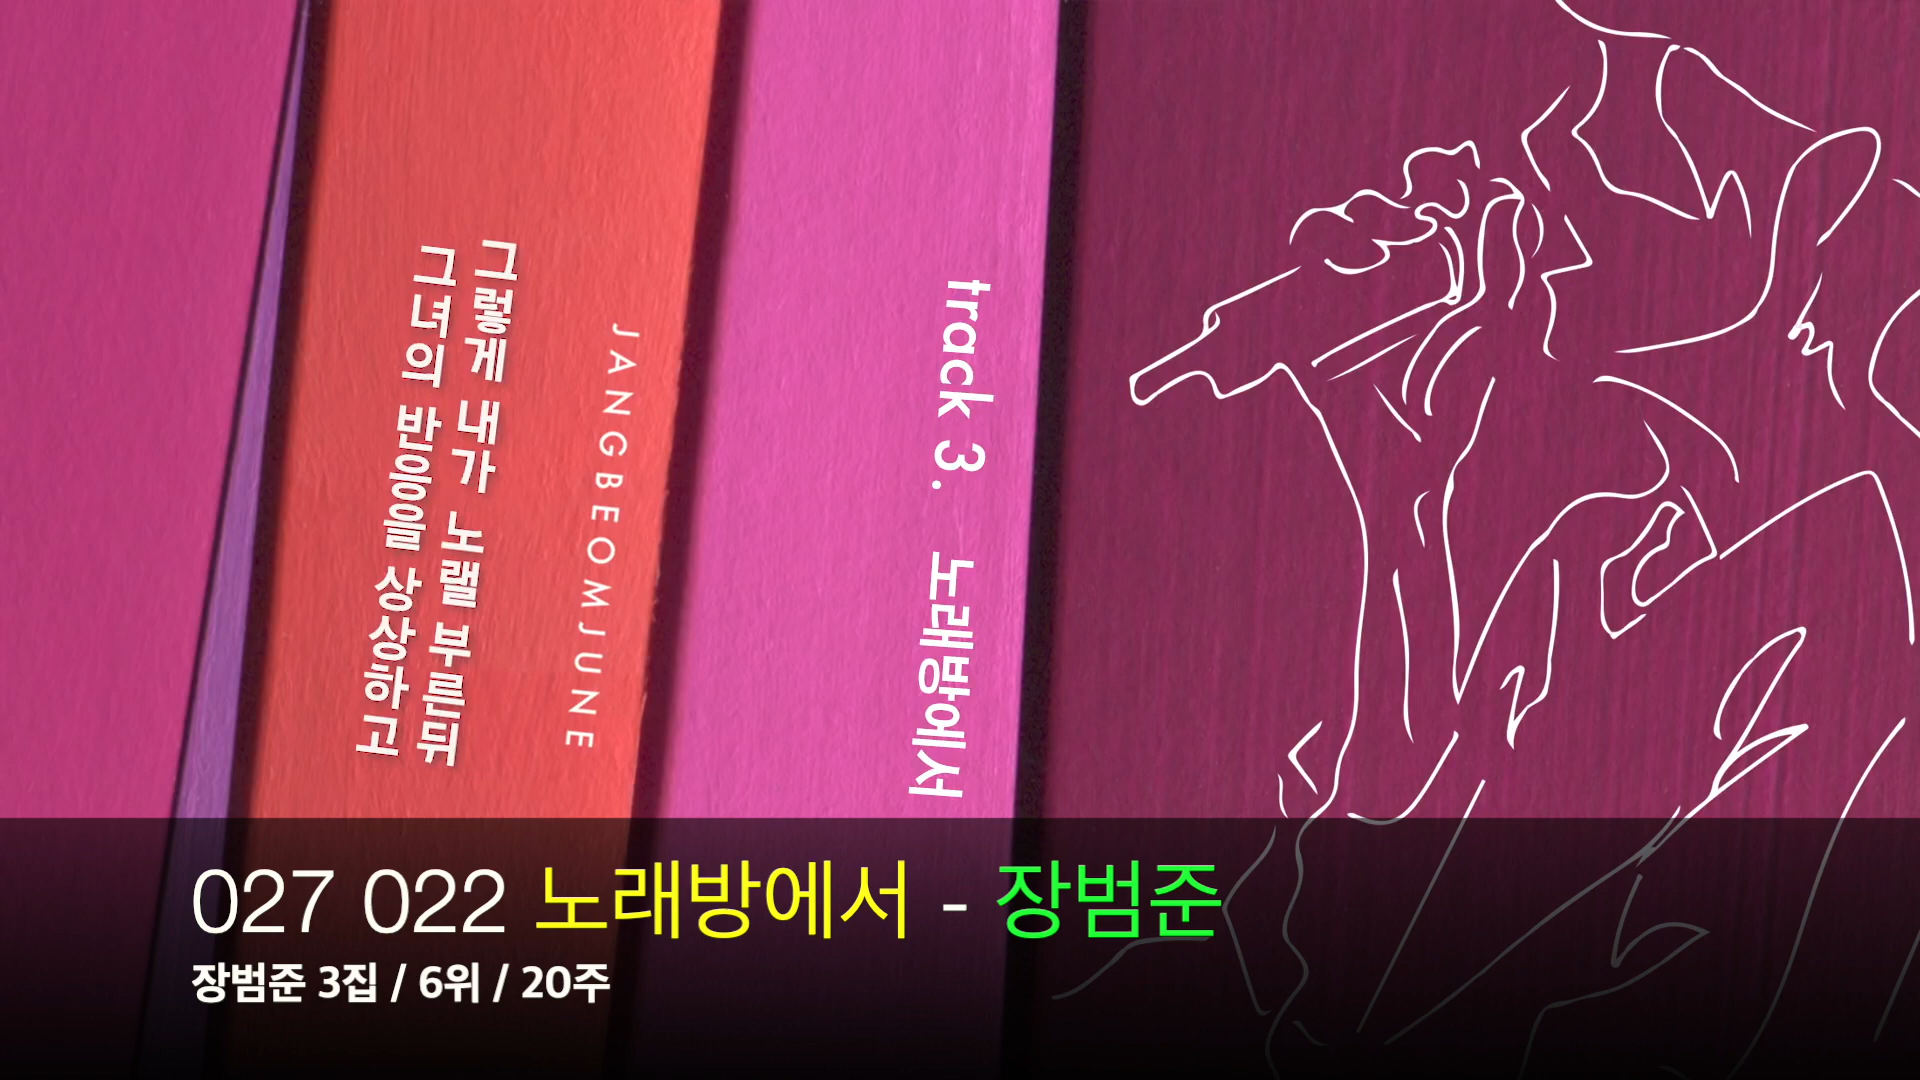 그렇게 내가 노랠 부른뒤
그녀의 반응을 상상하고
JANGBEOMJUNE
track 3. 노래방에서
027 022 노래방에서 - 장범준
장범준 3집 / 6위 / 20주